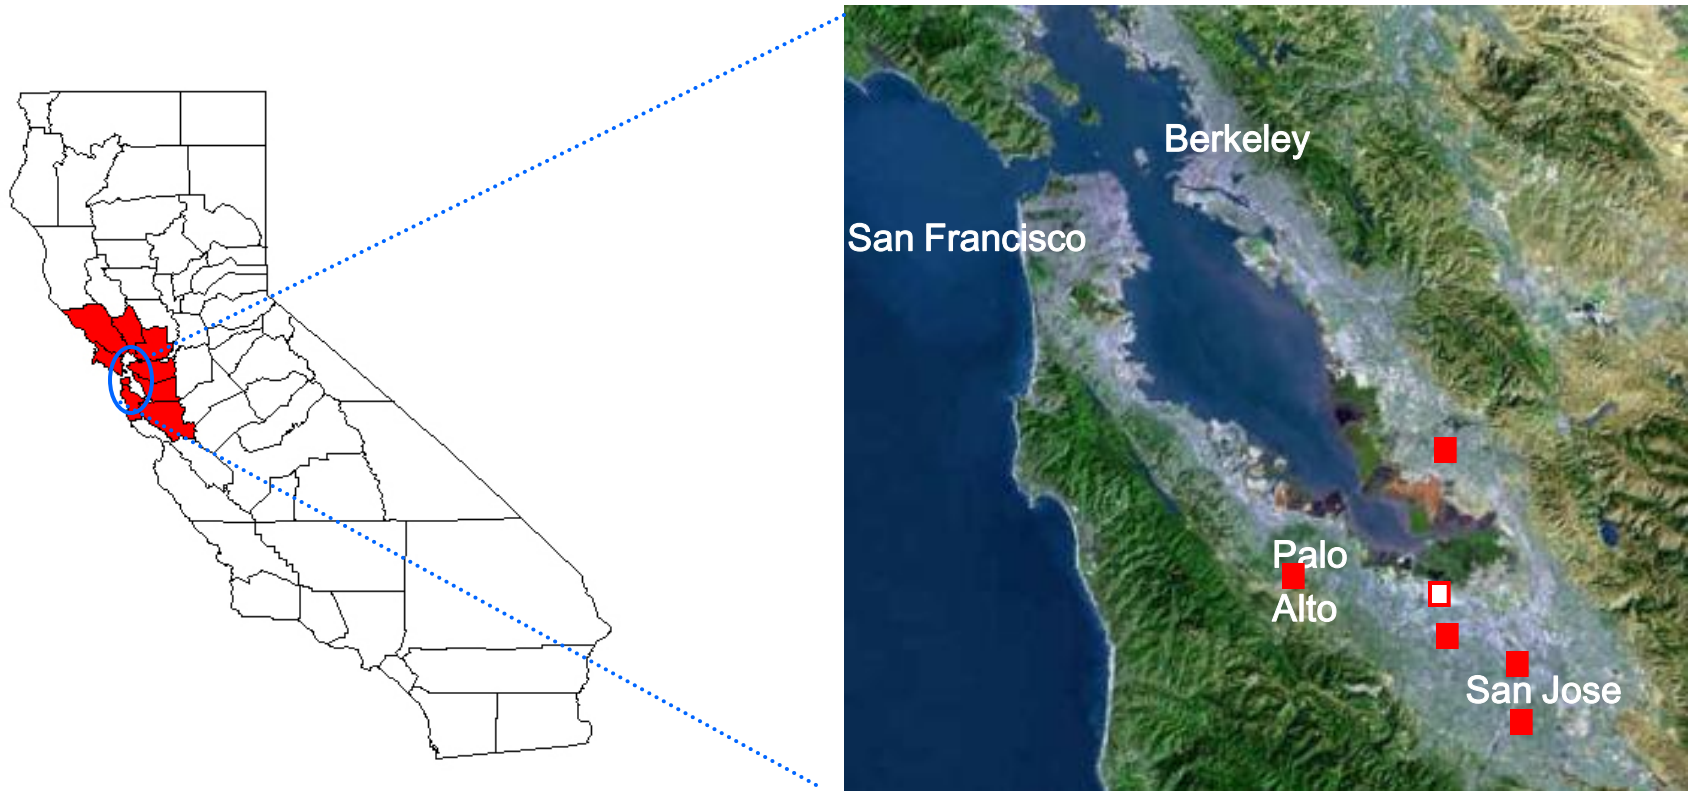 Berkeley
San Francisco
Palo
Alto
San Jose